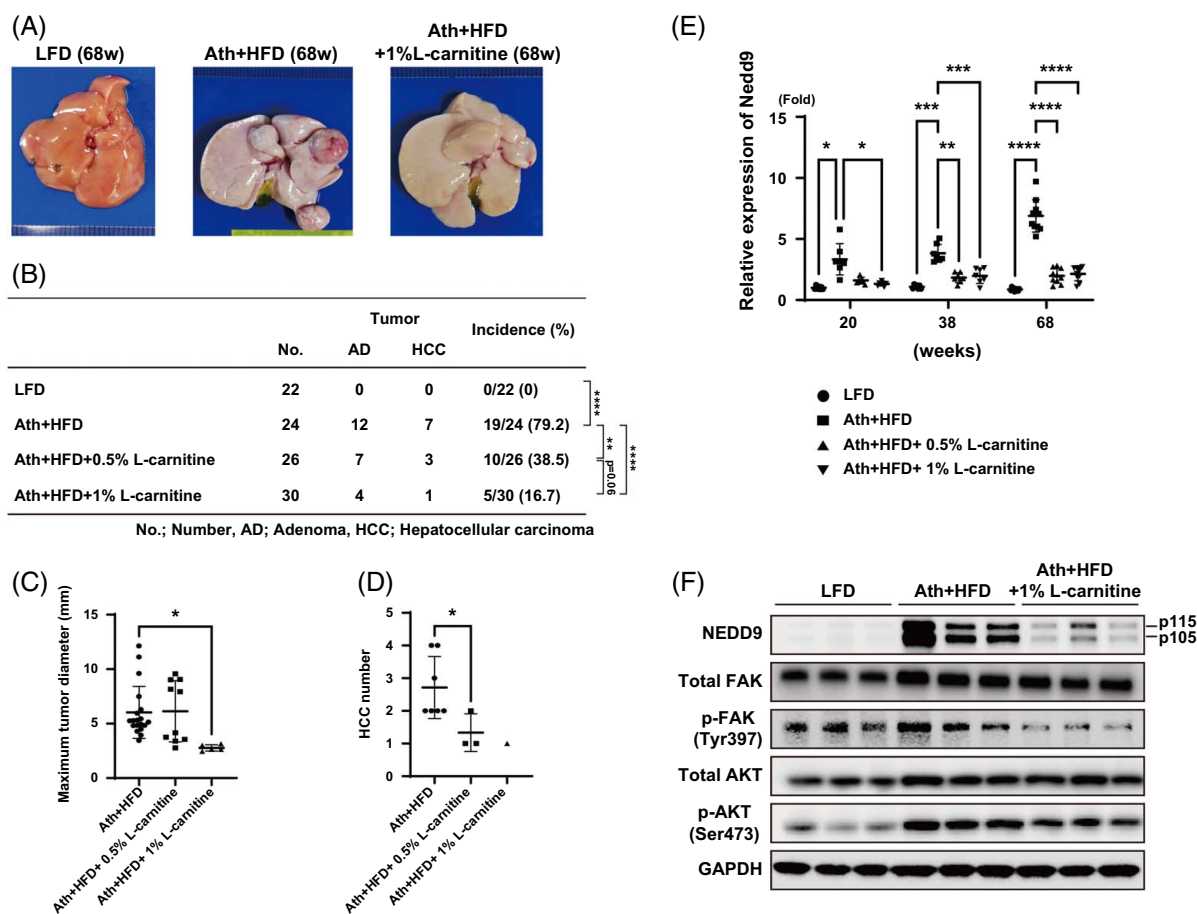 (A)
LFD (68w)
Ath+HFD (68w)
Ath+HFD
+1%L-carnitine (68w)
(B)
Tumor
Incidence (%)
No. AD HCC
LFD 22 0 0 0/22 (0)
Ath+HFD 24 12 7 19/24 (79.2)
Ath+HFD+0.5% L-carnitine 26 7 3 10/26 (38.5)
Ath+HFD+1% L-carnitine 30 4 1 5/30 (16.7)
****
**
p=0.06
****
No.; Number, AD; Adenoma, HCC; Hepatocellular carcinoma
(C)
Maximum tumor diameter (mm)
15
10
5
0
*
Ath+HFD
Ath+HFD+ 0.5% L-carnitine
Ath+HFD+ 1% L-carnitine
(D)
HCC number
5
4
3
2
1
0
*
Ath+HFD
Ath+HFD+ 0.5% L-carnitine
Ath+HFD+ 1% L-carnitine
(E)
Relative expression of Nedd9
(Fold)
15
10
5
0
* *
***
*** **
****
****
****
20 38 68
(weeks)
LFD
Ath+HFD
Ath+HFD+ 0.5% L-carnitine
Ath+HFD+ 1% L-carnitine
(F)
LFD
Ath+HFD
Ath+HFD
+1% L-carnitine
NEDD9
p115
p105
Total FAK
p-FAK
(Tyr397)
Total AKT
p-AKT
(Ser473)
GAPDH